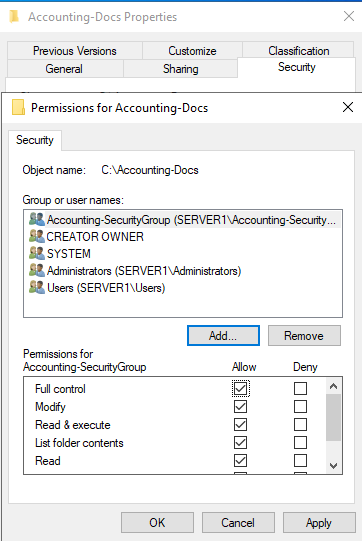 Accounting-Docs Properties
Previous Versions Customize Classification
General Sharing Security
Permissions for Accounting-Docs
Security
Object name: C:\Accounting-Docs
Group or user names:
Accounting-SecurityGroup (SERVER1\Accounting-Security...
CREATOR OWNER
SYSTEM
Administrators (SERVER1\Administrators)
Users (SERVER1\Users)
Add... Remove
Permissions for
Accounting-SecurityGroup Allow Deny
Full control
Modify
Read & execute
List folder contents
Read
OK Cancel Apply